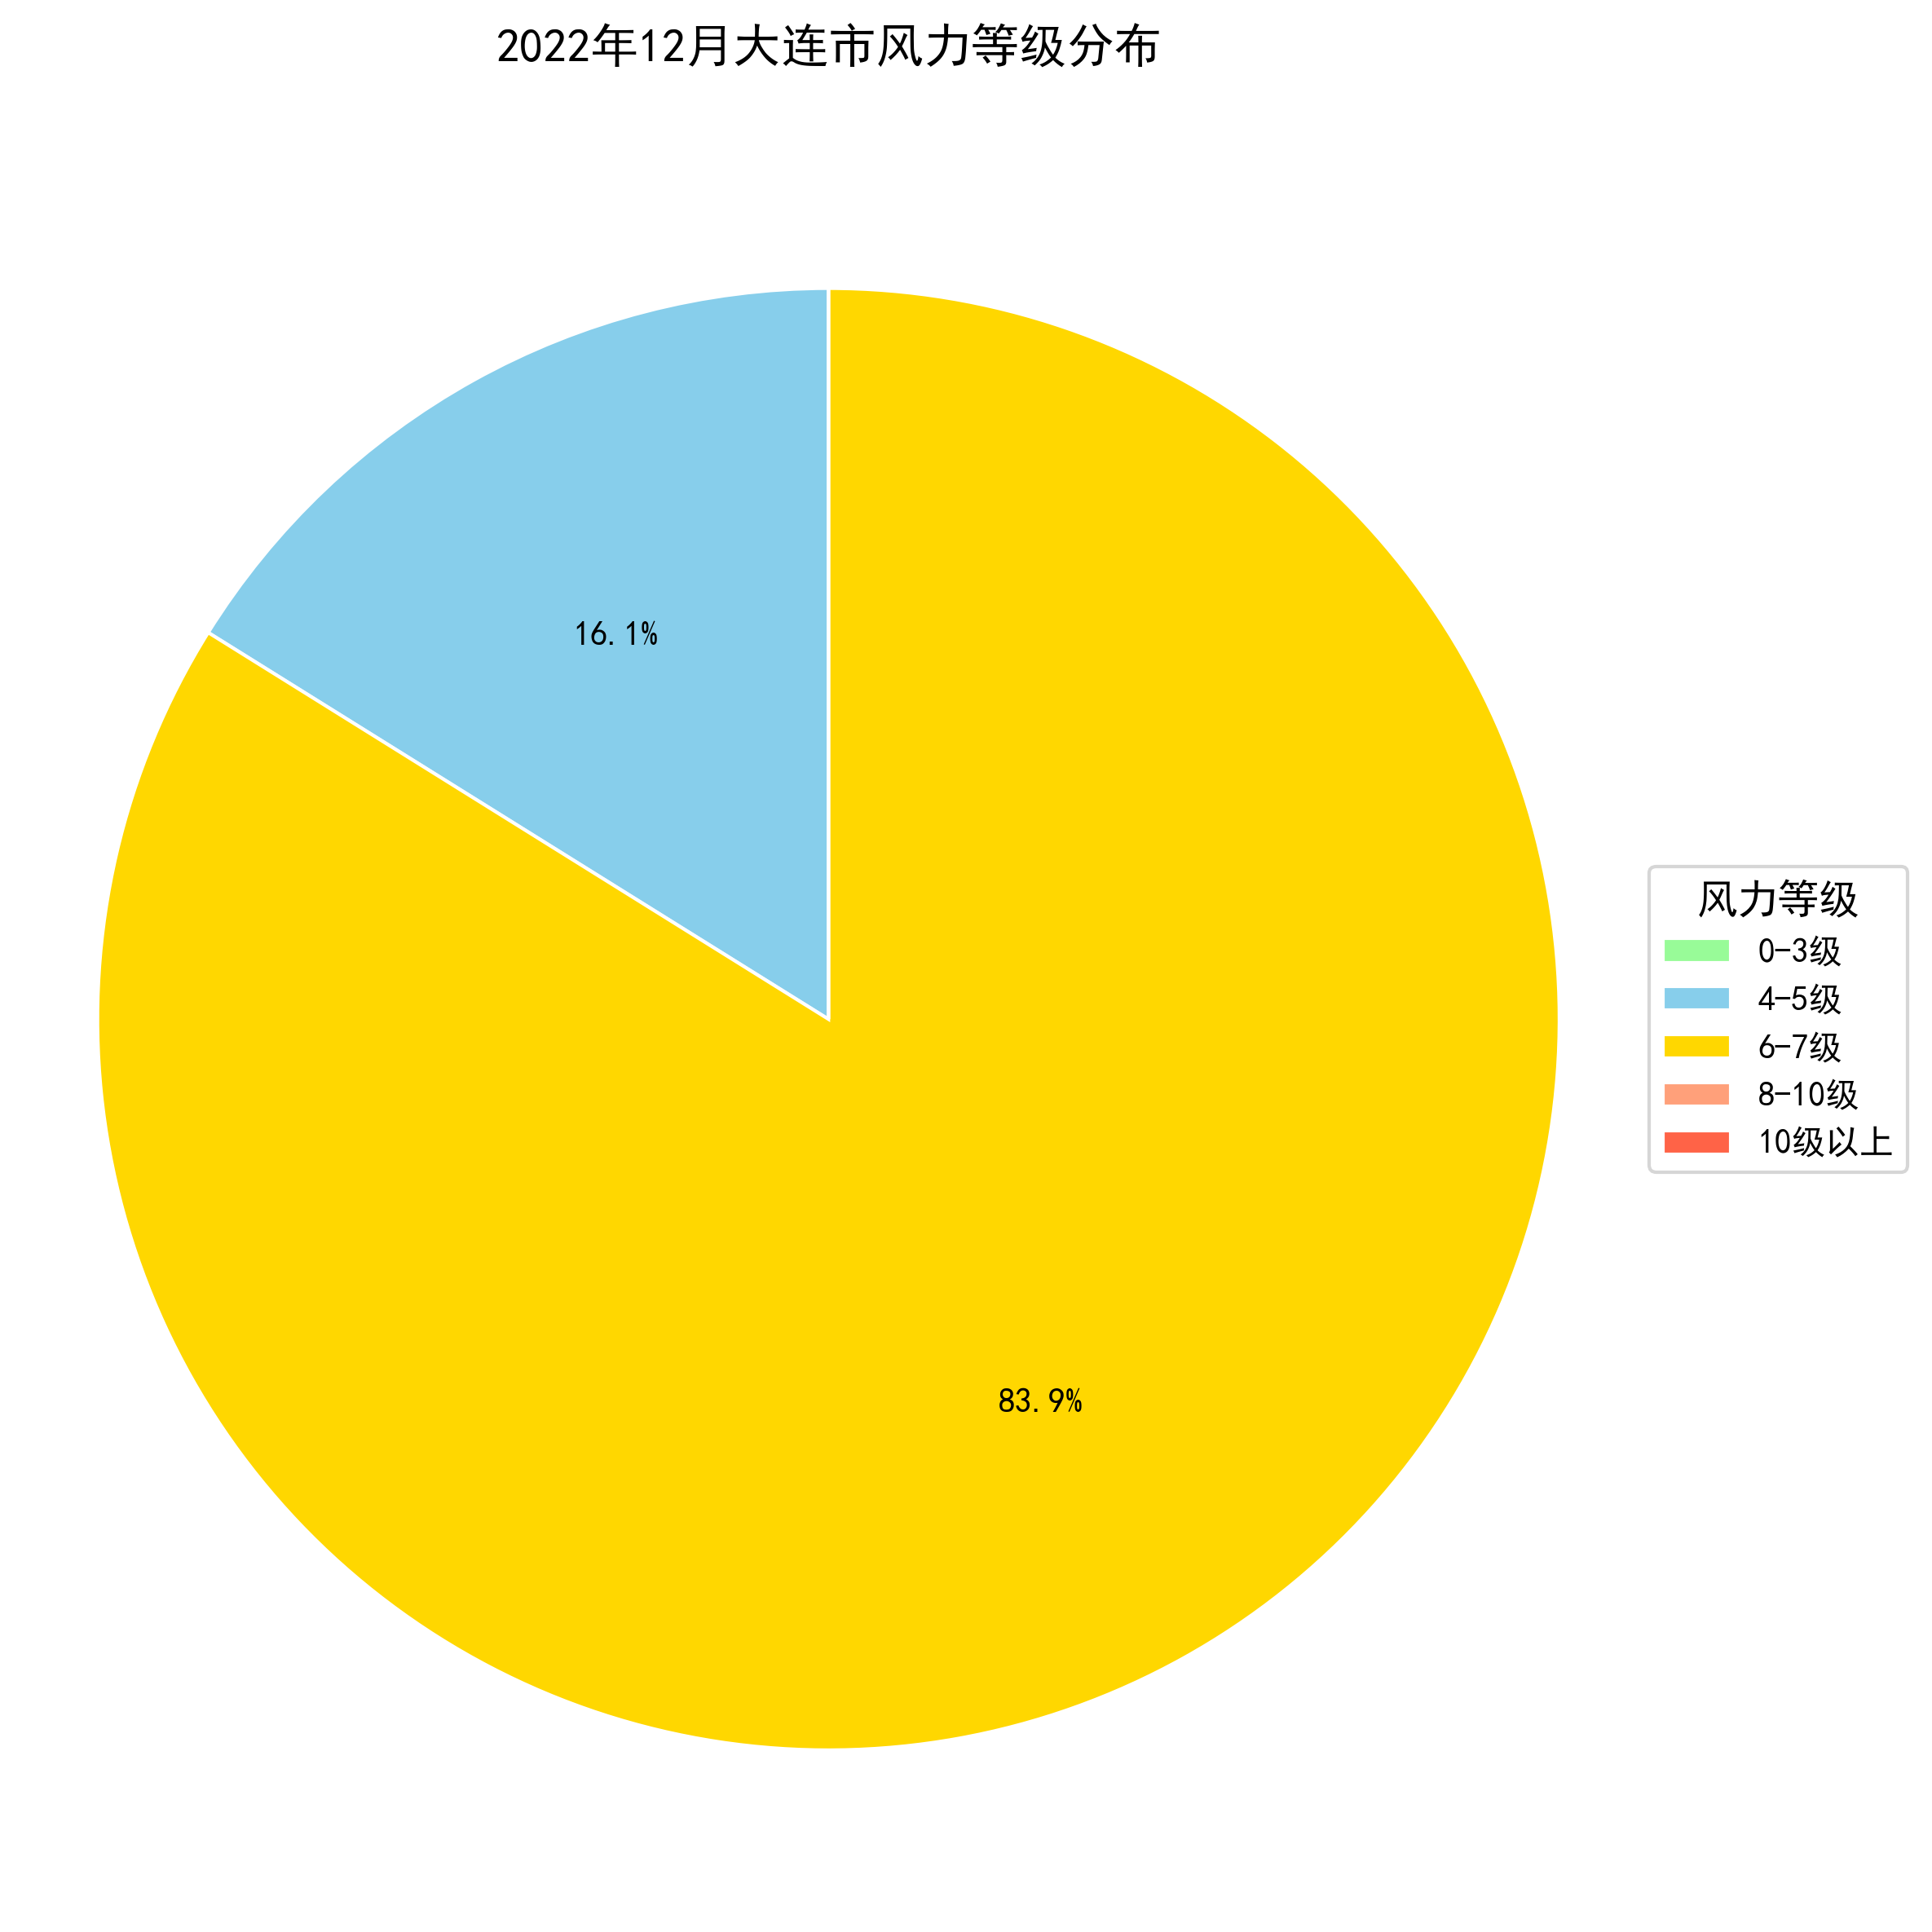 2022年12月大连市风力等级分布
16.1%
83.9%
风力等级
0-3级
4-5级
6-7级
8-10级
10级以上